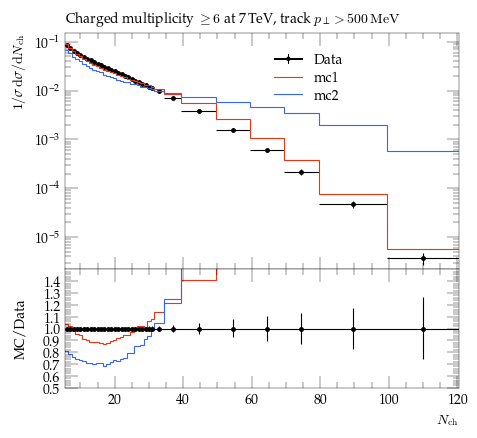 Charged multiplicity ≥ 6 at 7 TeV, track p⊥ > 500 MeV
1/σ dσ/dNch
10⁻¹
10⁻²
10⁻³
10⁻⁴
10⁻⁵
Data
mc1
mc2
MC/Data
1.4
1.3
1.2
1.1
1.0
0.9
0.8
0.7
0.6
0.5
20 40 60 80 100 120
Nch